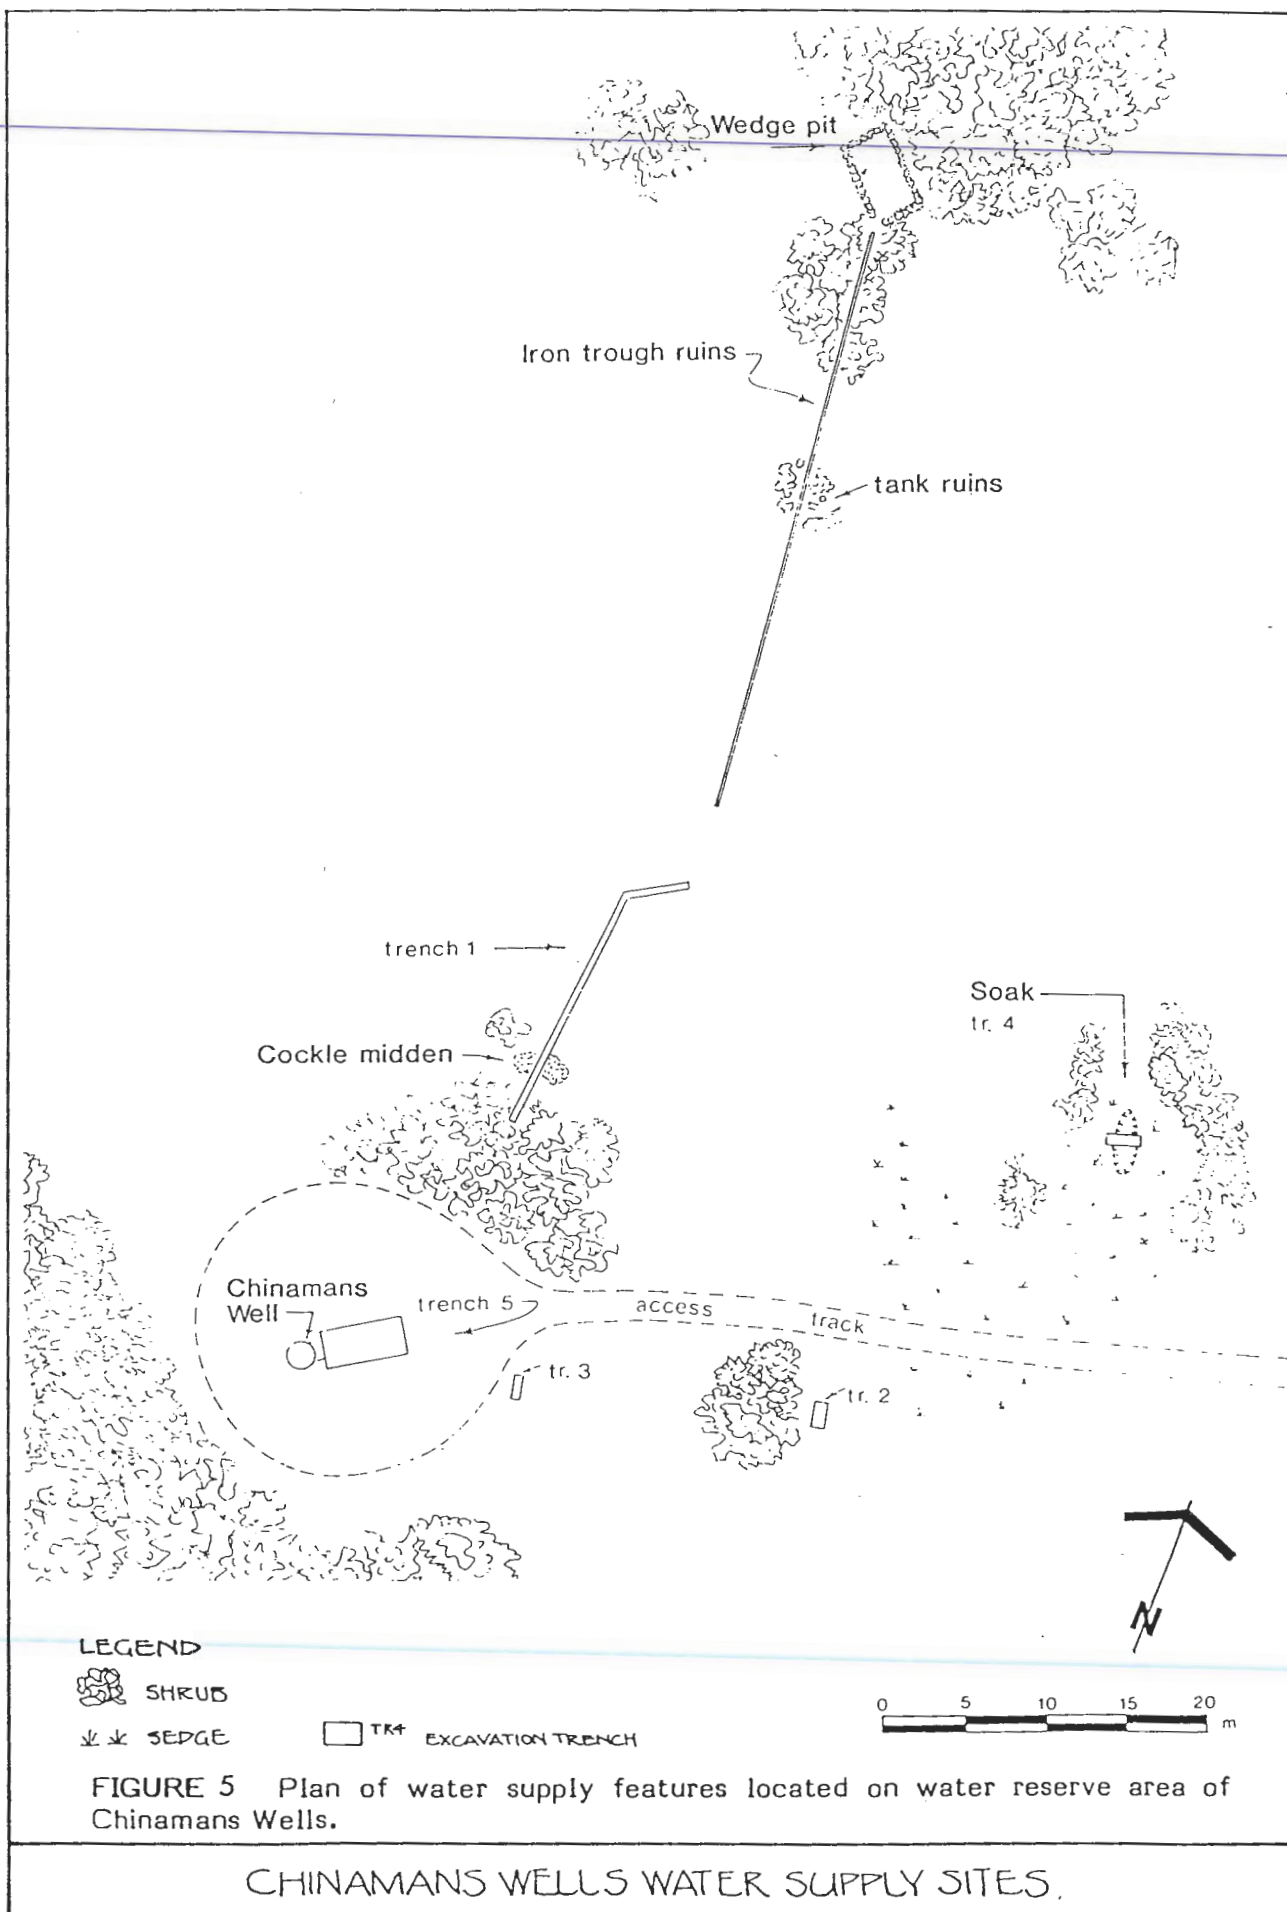 Wedge pit
Iron trough ruins
tank ruins
trench 1
Soak
tr. 4
Cockle midden
Chinamans
Well
trench 5
access
track
tr. 3
tr. 2
N
LEGEND
SHRUB
SEDGE
TR4 EXCAVATION TRENCH
0 5 10 15 20
m
FIGURE 5 Plan of water supply features located on water reserve area of
Chinamans Wells.
CHINAMANS WELLS WATER SUPPLY SITES.